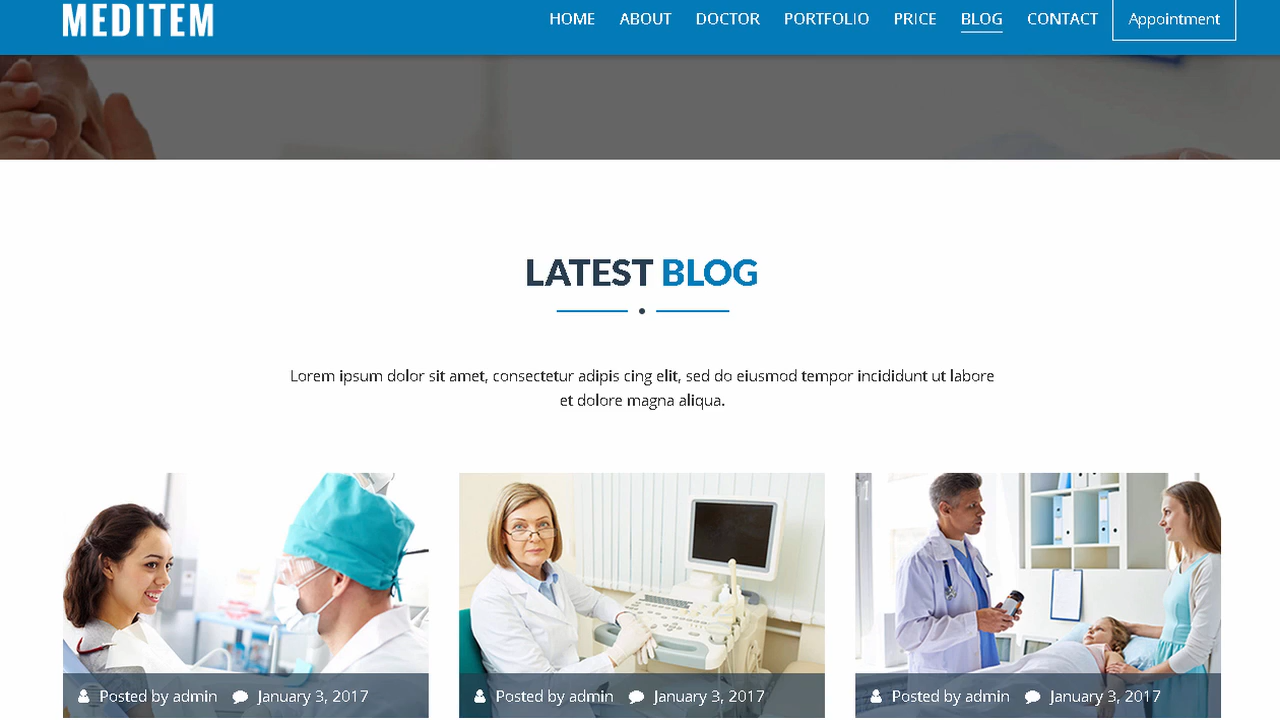 MEDITEM
HOME ABOUT DOCTOR PORTFOLIO PRICE BLOG CONTACT Appointment
LATEST BLOG
Lorem ipsum dolor sit amet, consectetur adipis cing elit, sed do eiusmod tempor incididunt ut labore
et dolore magna aliqua.
Posted by admin January 3, 2017
Posted by admin January 3, 2017
Posted by admin January 3, 2017